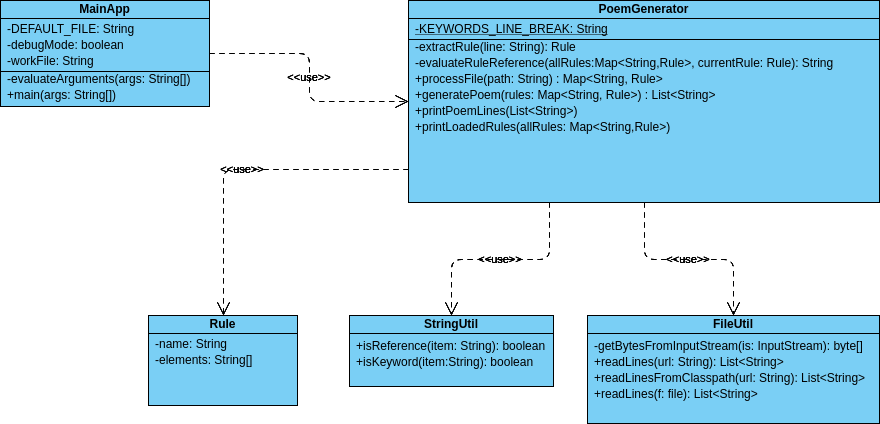 MainApp
-DEFAULT_FILE: String
-debugMode: boolean
-workFile: String
-evaluateArguments(args: String[])
+main(args: String[])
<<use>>
PoemGenerator
-KEYWORDS_LINE_BREAK: String
-extractRule(line: String): Rule
-evaluateRuleReference(allRules:Map<String,Rule>, currentRule: Rule): String
+processFile(path: String) : Map<String, Rule>
+generatePoem(rules: Map<String, Rule>) : List<String>
+printPoemLines(List<String>)
+printLoadedRules(allRules: Map<String,Rule>)
<<use>>
<<use>>
<<use>>
Rule
-name: String
-elements: String[]
StringUtil
+isReference(item: String): boolean
+isKeyword(item:String): boolean
FileUtil
-getBytesFromInputStream(is: InputStream): byte[]
+readLines(url: String): List<String>
+readLinesFromClasspath(url: String): List<String>
+readLines(f: file): List<String>